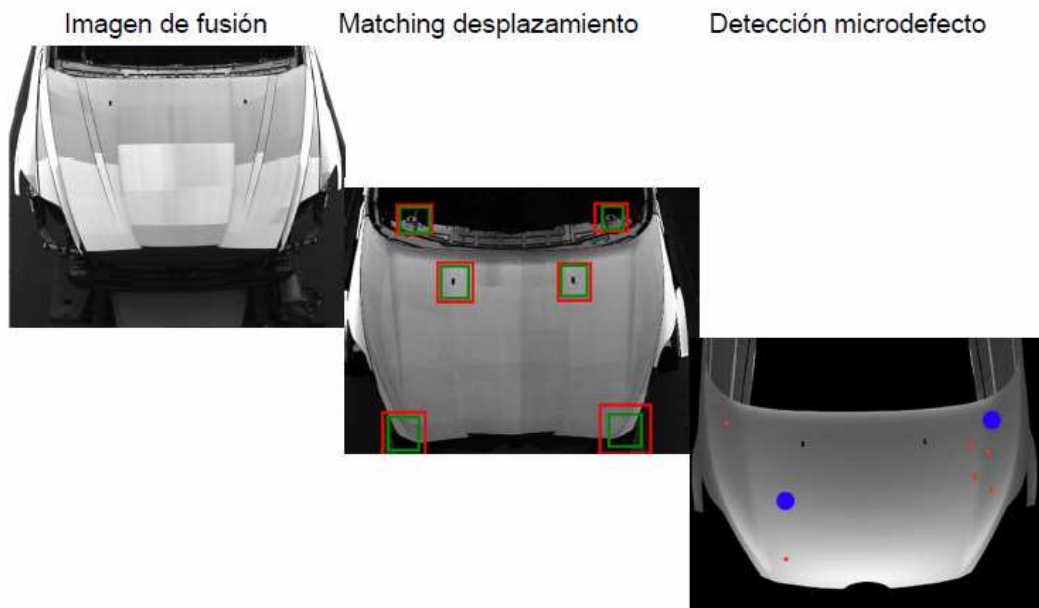 Imagen de fusión
Matching desplazamiento
Detección microdefecto